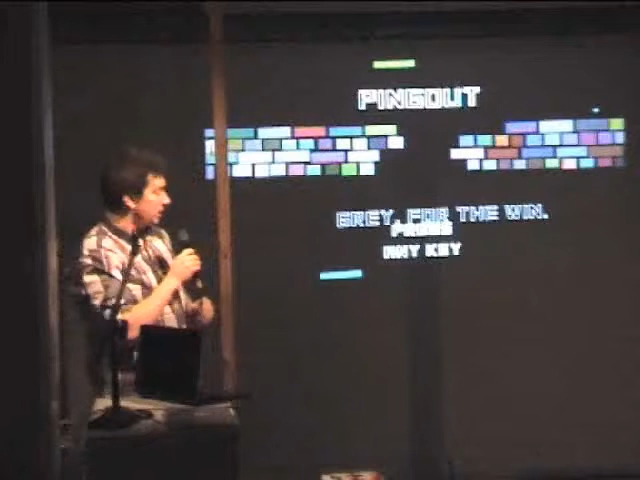 PINGOUT
GREY, FOR THE WIN.
PRESS
ANY KEY